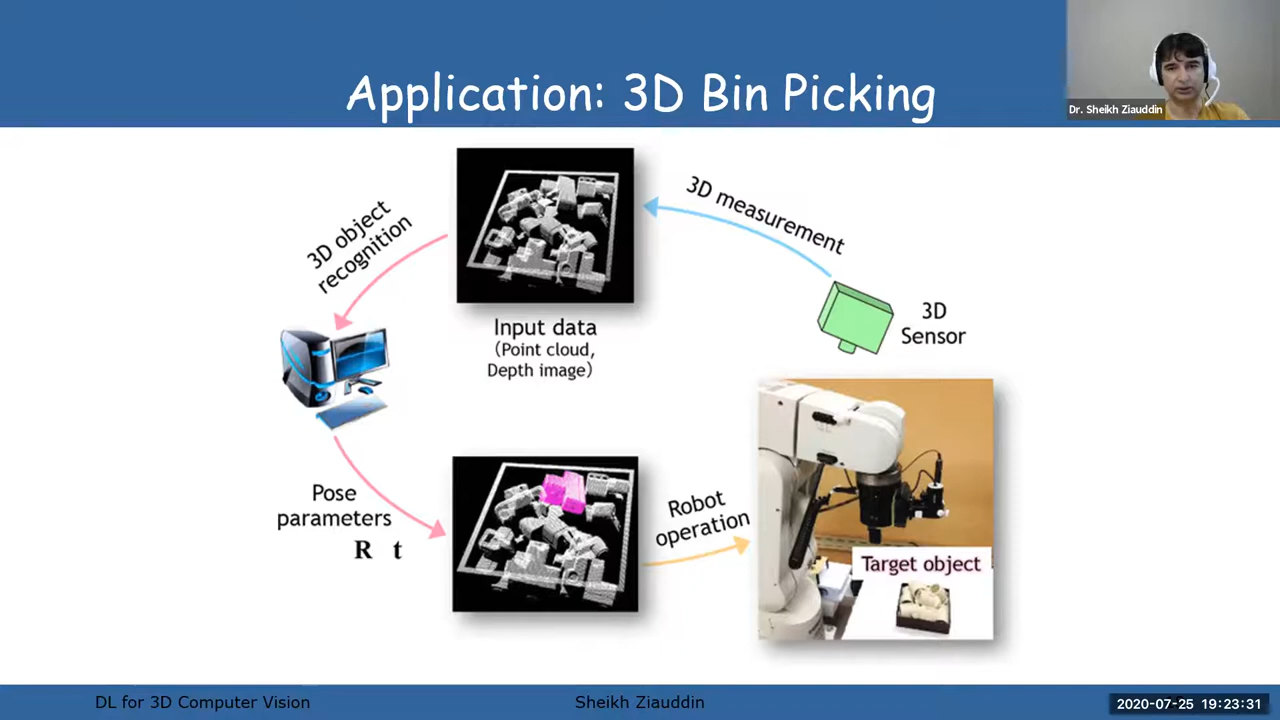 Application: 3D Bin Picking
Dr. Sheikh Ziauddin
3D measurement
3D object
recognition
3D
Sensor
Input data
(Point cloud,
Depth image)
Pose
parameters
R t
Robot
operation
Target object
DL for 3D Computer Vision
Sheikh Ziauddin
2020-07-25 19:23:31